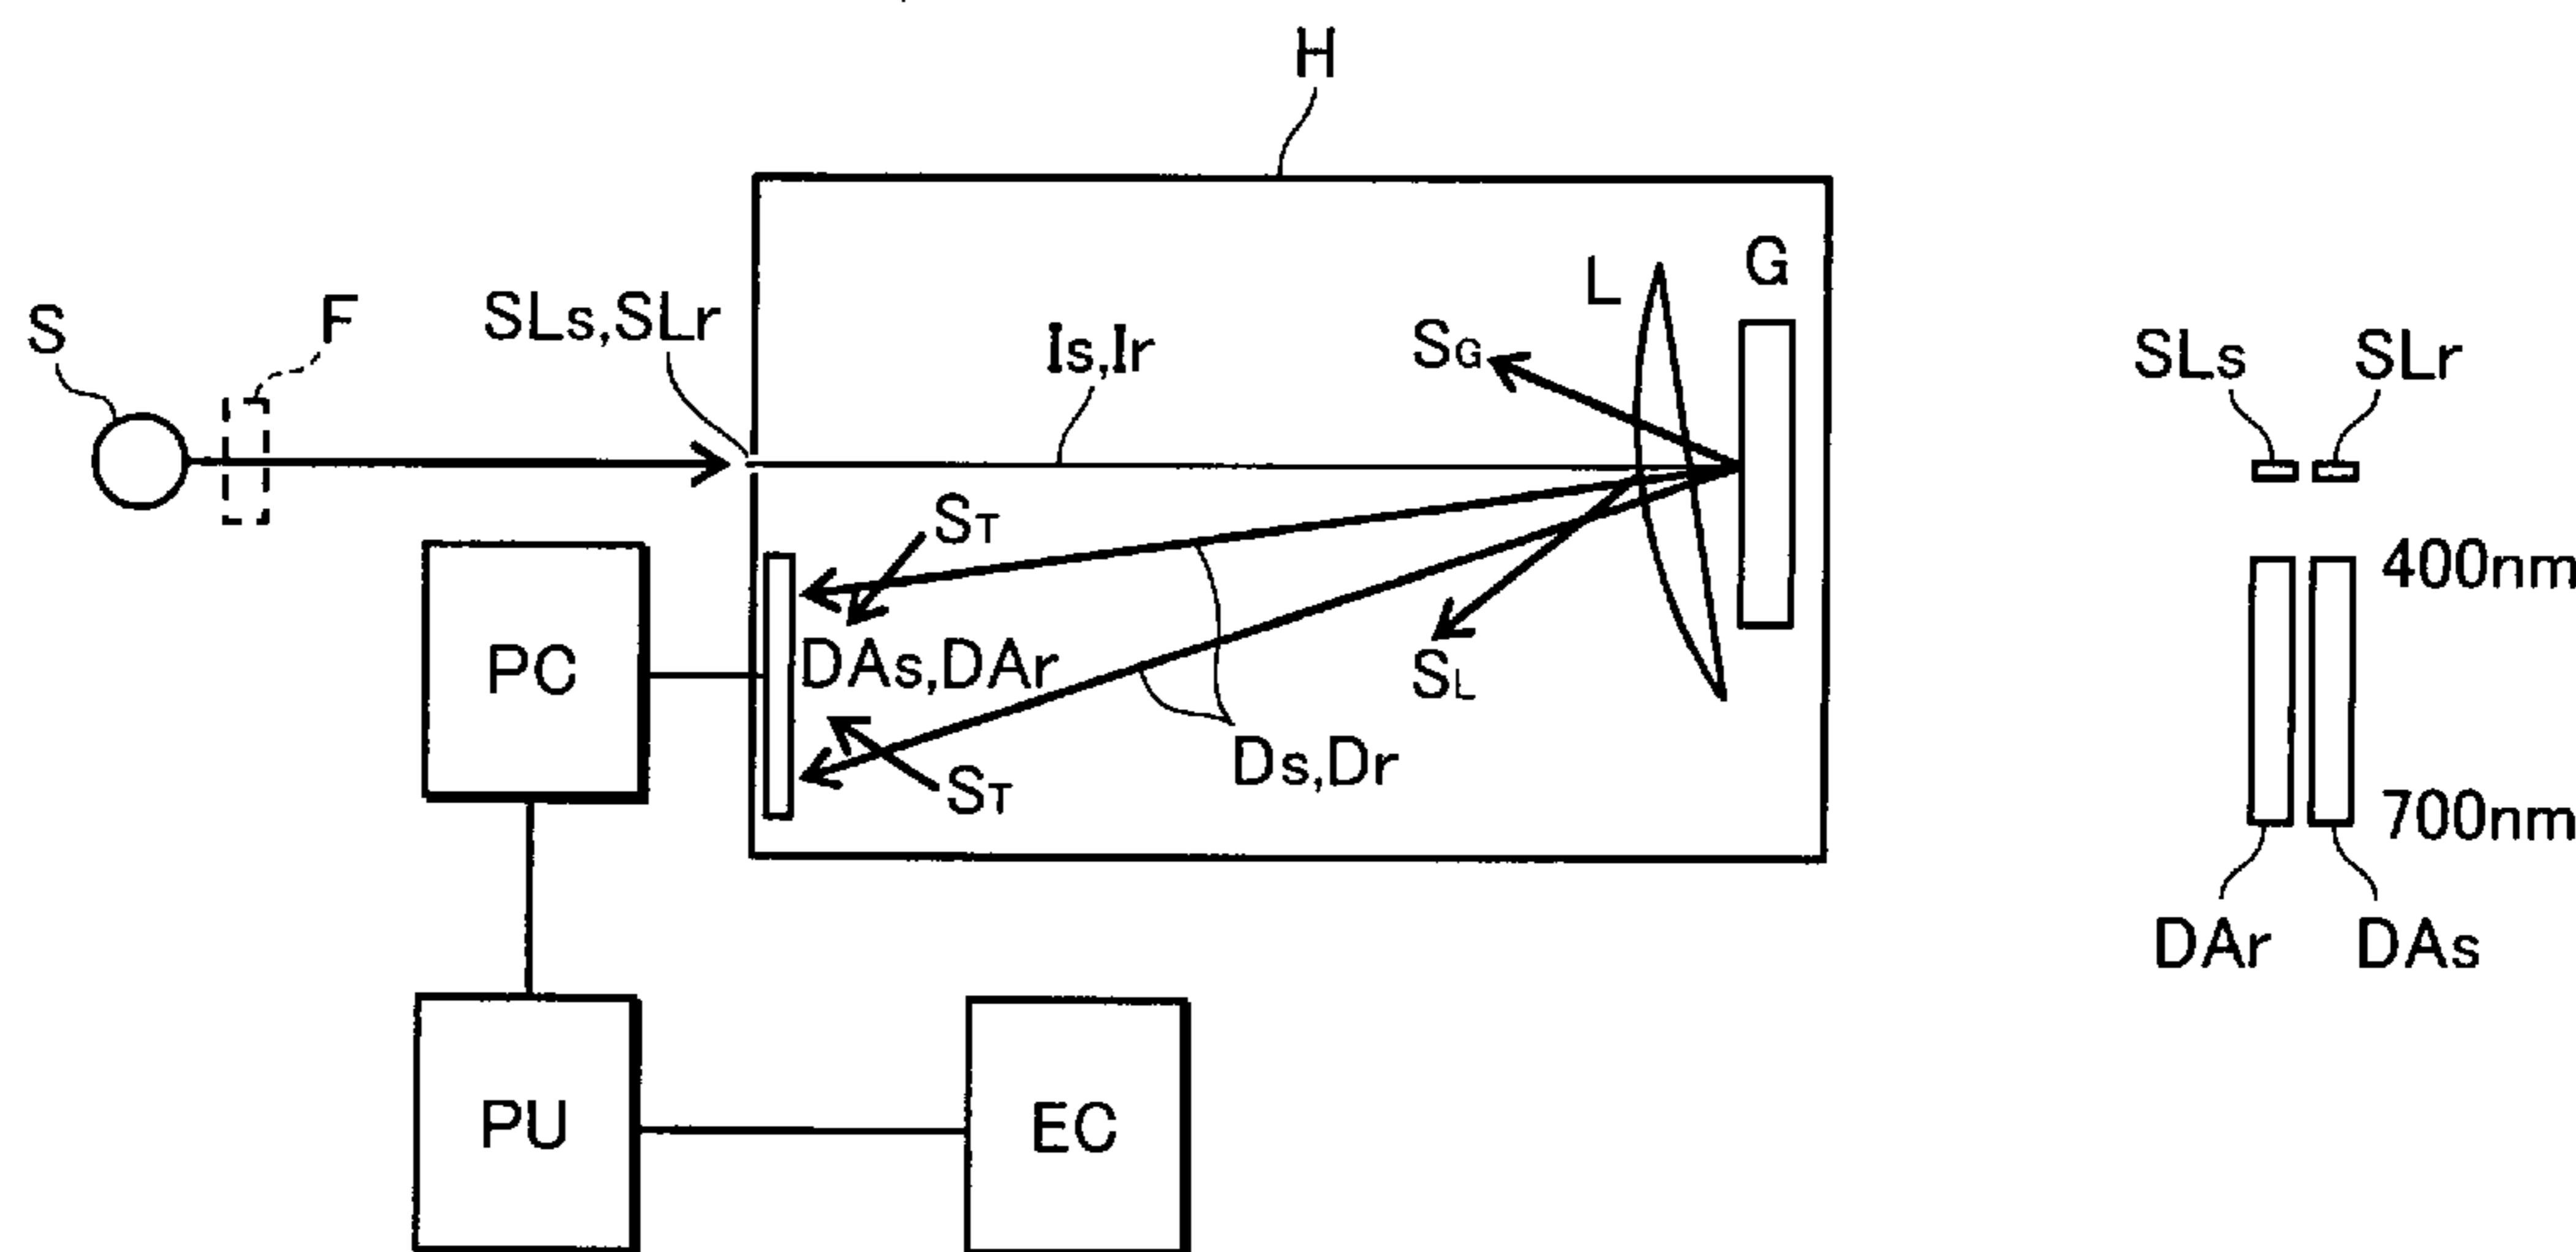 H
S
F
SLs,SLr
Is,Ir
SG
L
G
SLs
SLr
ST
400nm
PC
DAs,DAr
SL
ST
Ds,Dr
700nm
DAr
DAs
PU
EC